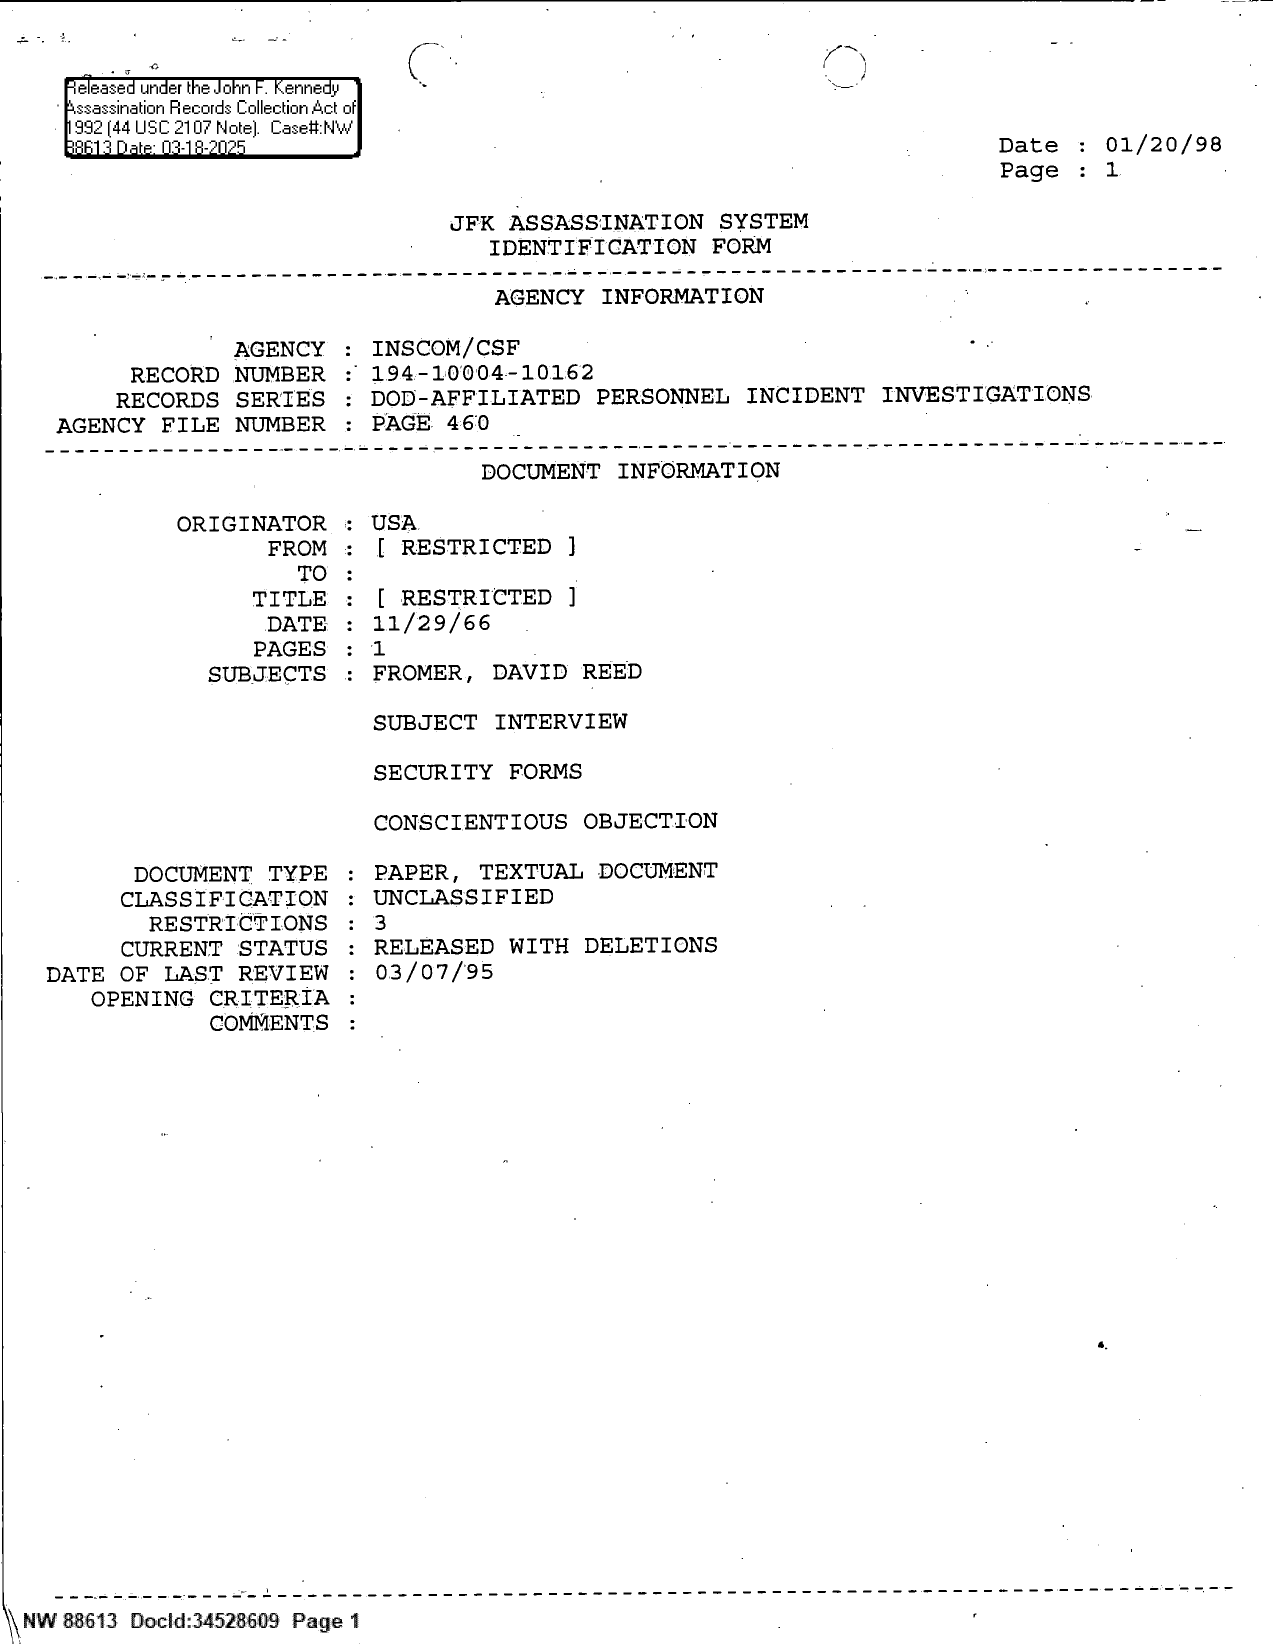 Released under the John F. Kennedy
Assassination Records Collection Act of
1992 (44 USC 2107 Note). Case#:NW
88613 Date: 03-18-2025
Date : 01/20/98
Page : 1
JFK ASSASSINATION SYSTEM
IDENTIFICATION FORM
AGENCY INFORMATION
AGENCY : INSCOM/CSF
RECORD NUMBER : 194-10004-10162
RECORDS SERIES : DOD-AFFILIATED PERSONNEL INCIDENT INVESTIGATIONS
AGENCY FILE NUMBER : PAGE 460
DOCUMENT INFORMATION
ORIGINATOR : USA
FROM : [ RESTRICTED ]
TO :
TITLE : [ RESTRICTED ]
DATE : 11/29/66
PAGES : 1
SUBJECTS : FROMER, DAVID REED
SUBJECT INTERVIEW
SECURITY FORMS
CONSCIENTIOUS OBJECTION
DOCUMENT TYPE : PAPER, TEXTUAL DOCUMENT
CLASSIFICATION : UNCLASSIFIED
RESTRICTIONS : 3
CURRENT STATUS : RELEASED WITH DELETIONS
DATE OF LAST REVIEW : 03/07/95
OPENING CRITERIA :
COMMENTS :
NW 88613 DocId:34528609 Page 1